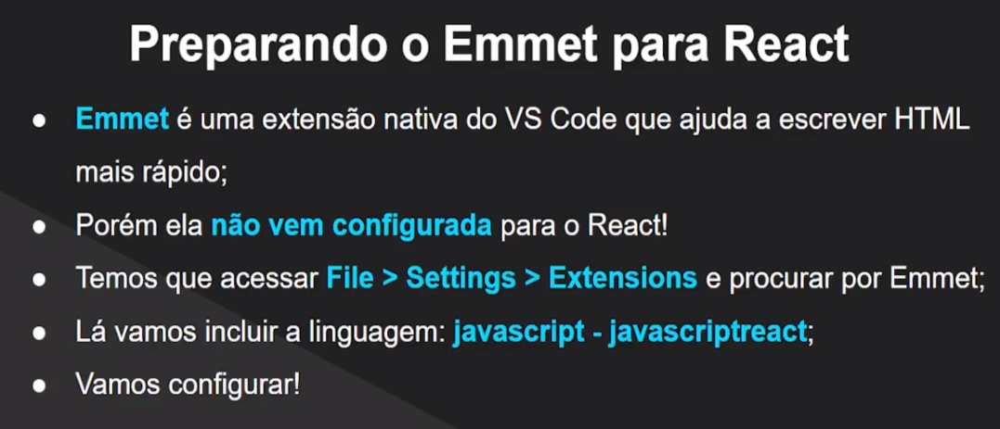 Preparando o Emmet para React
● Emmet é uma extensão nativa do VS Code que ajuda a escrever HTML
mais rápido;
● Porém ela não vem configurada para o React!
● Temos que acessar File > Settings > Extensions e procurar por Emmet;
● Lá vamos incluir a linguagem: javascript - javascriptreact;
● Vamos configurar!